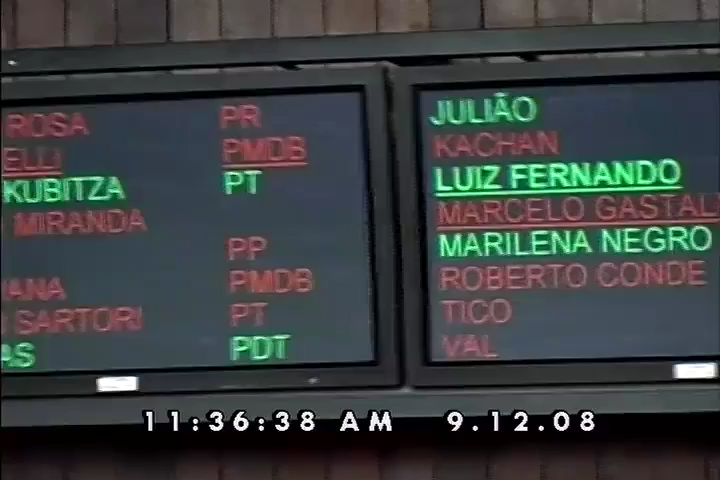 ROSA PR
ELLI PMDB
KUBITZA PT
MIRANDA
PP
ANA PMDB
SARTORI PT
AS PDT
JULIÃO
KACHAN
LUIZ FERNANDO
MARCELO GASTAL
MARILENA NEGRO
ROBERTO CONDE
TICO
VAL
11:36:38 AM 9.12.08